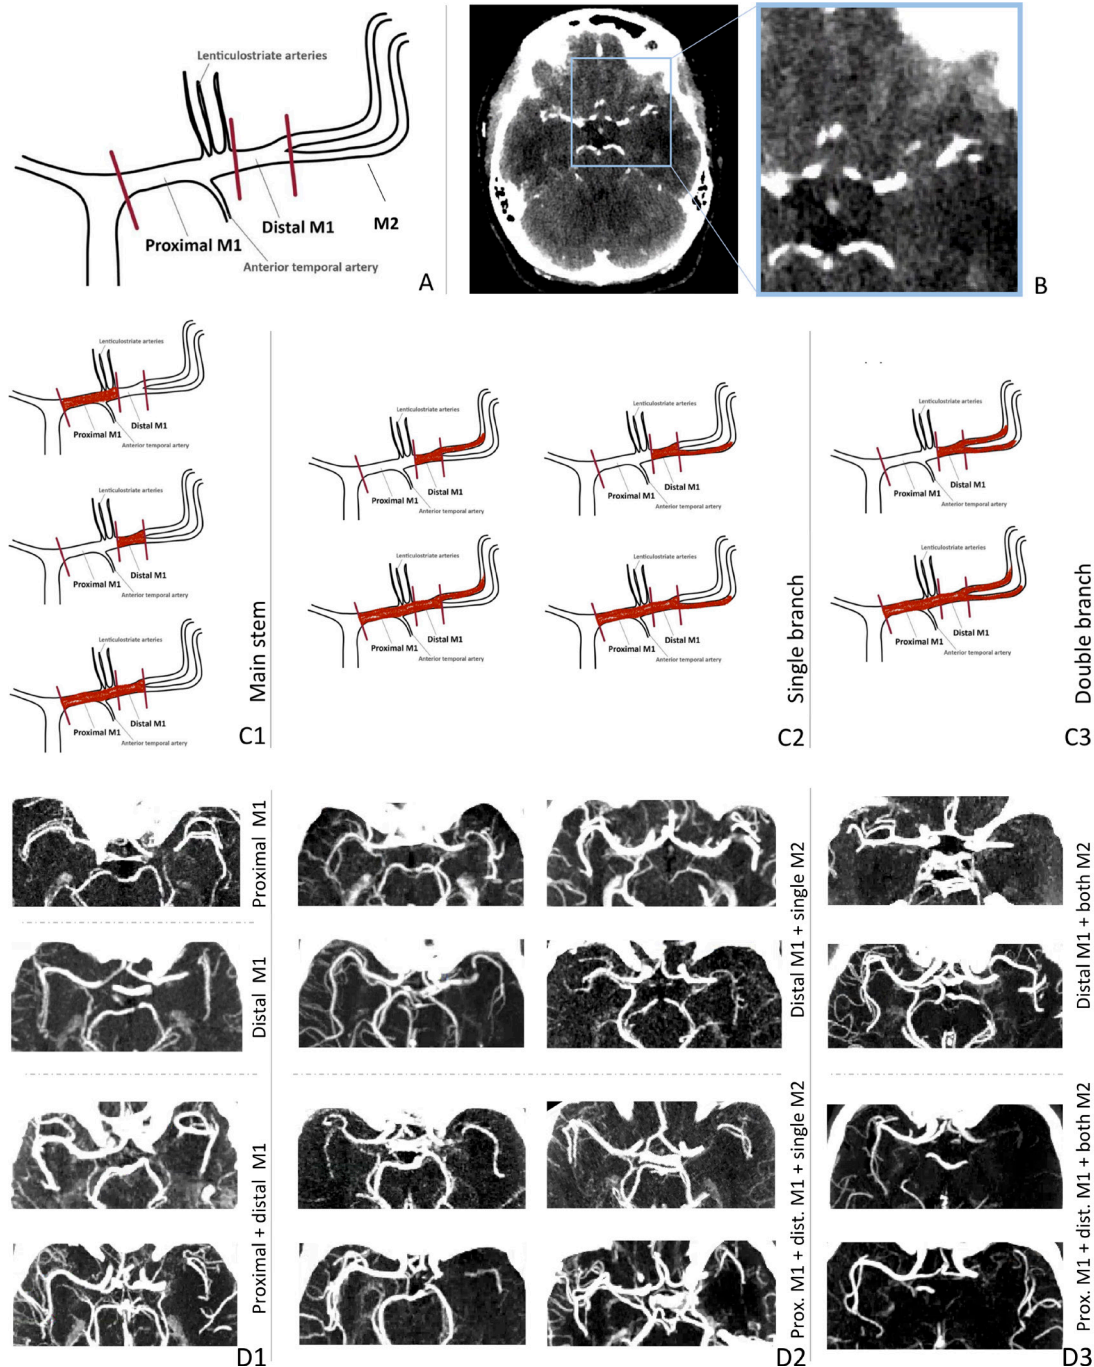 Lenticulostriate arteries
Proximal M1
Distal M1
M2
Anterior temporal artery
A
B
Lenticulostriate arteries
Proximal M1
Distal M1
Anterior temporal artery
Lenticulostriate arteries
Proximal M1
Distal M1
Anterior temporal artery
Lenticulostriate arteries
Proximal M1
Distal M1
Anterior temporal artery
Main stem
C1
Lenticulostriate arteries
Proximal M1
Distal M1
Anterior temporal artery
Lenticulostriate arteries
Proximal M1
Distal M1
Anterior temporal artery
Lenticulostriate arteries
Proximal M1
Distal M1
Anterior temporal artery
Lenticulostriate arteries
Proximal M1
Distal M1
Anterior temporal artery
Single branch
C2
Lenticulostriate arteries
Proximal M1
Distal M1
Anterior temporal artery
Lenticulostriate arteries
Proximal M1
Distal M1
Anterior temporal artery
Double branch
C3
Proximal M1
Distal M1
Proximal + distal M1
D1
Distal M1 + single M2
Prox. M1 + dist. M1 + single M2
D2
Distal M1 + both M2
Prox. M1 + dist. M1 + both M2
D3